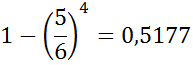 1 − (5/6)^4 = 0,5177